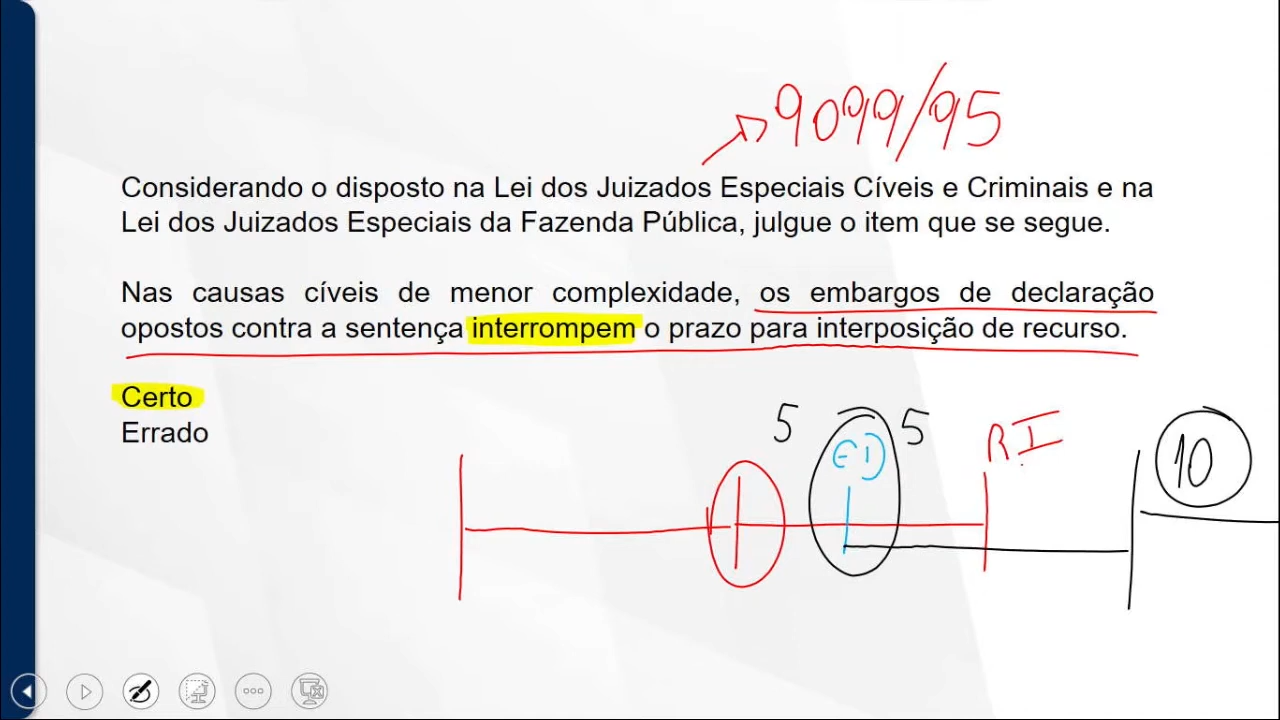 9099/95
Considerando o disposto na Lei dos Juizados Especiais Cíveis e Criminais e na
Lei dos Juizados Especiais da Fazenda Pública, julgue o item que se segue.
Nas causas cíveis de menor complexidade, os embargos de declaração
opostos contra a sentença interrompem o prazo para interposição de recurso.
Certo
Errado
5 ED 5 RI 10